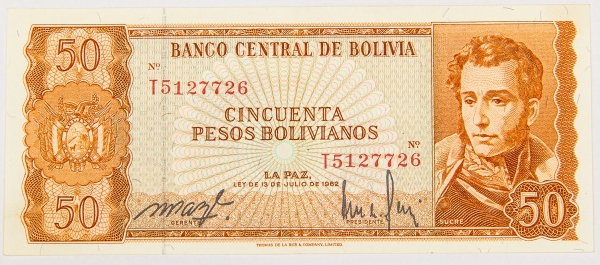 50
BANCO CENTRAL DE BOLIVIA
Nº
T5127726
CINCUENTA
PESOS BOLIVIANOS
Nº
T5127726
LA PAZ,
LEY DE 13 DE JULIO DE 1962
GERENTE
PRESIDENTE
SUCRE
50
50
THOMAS DE LA RUE & COMPANY, LIMITED.